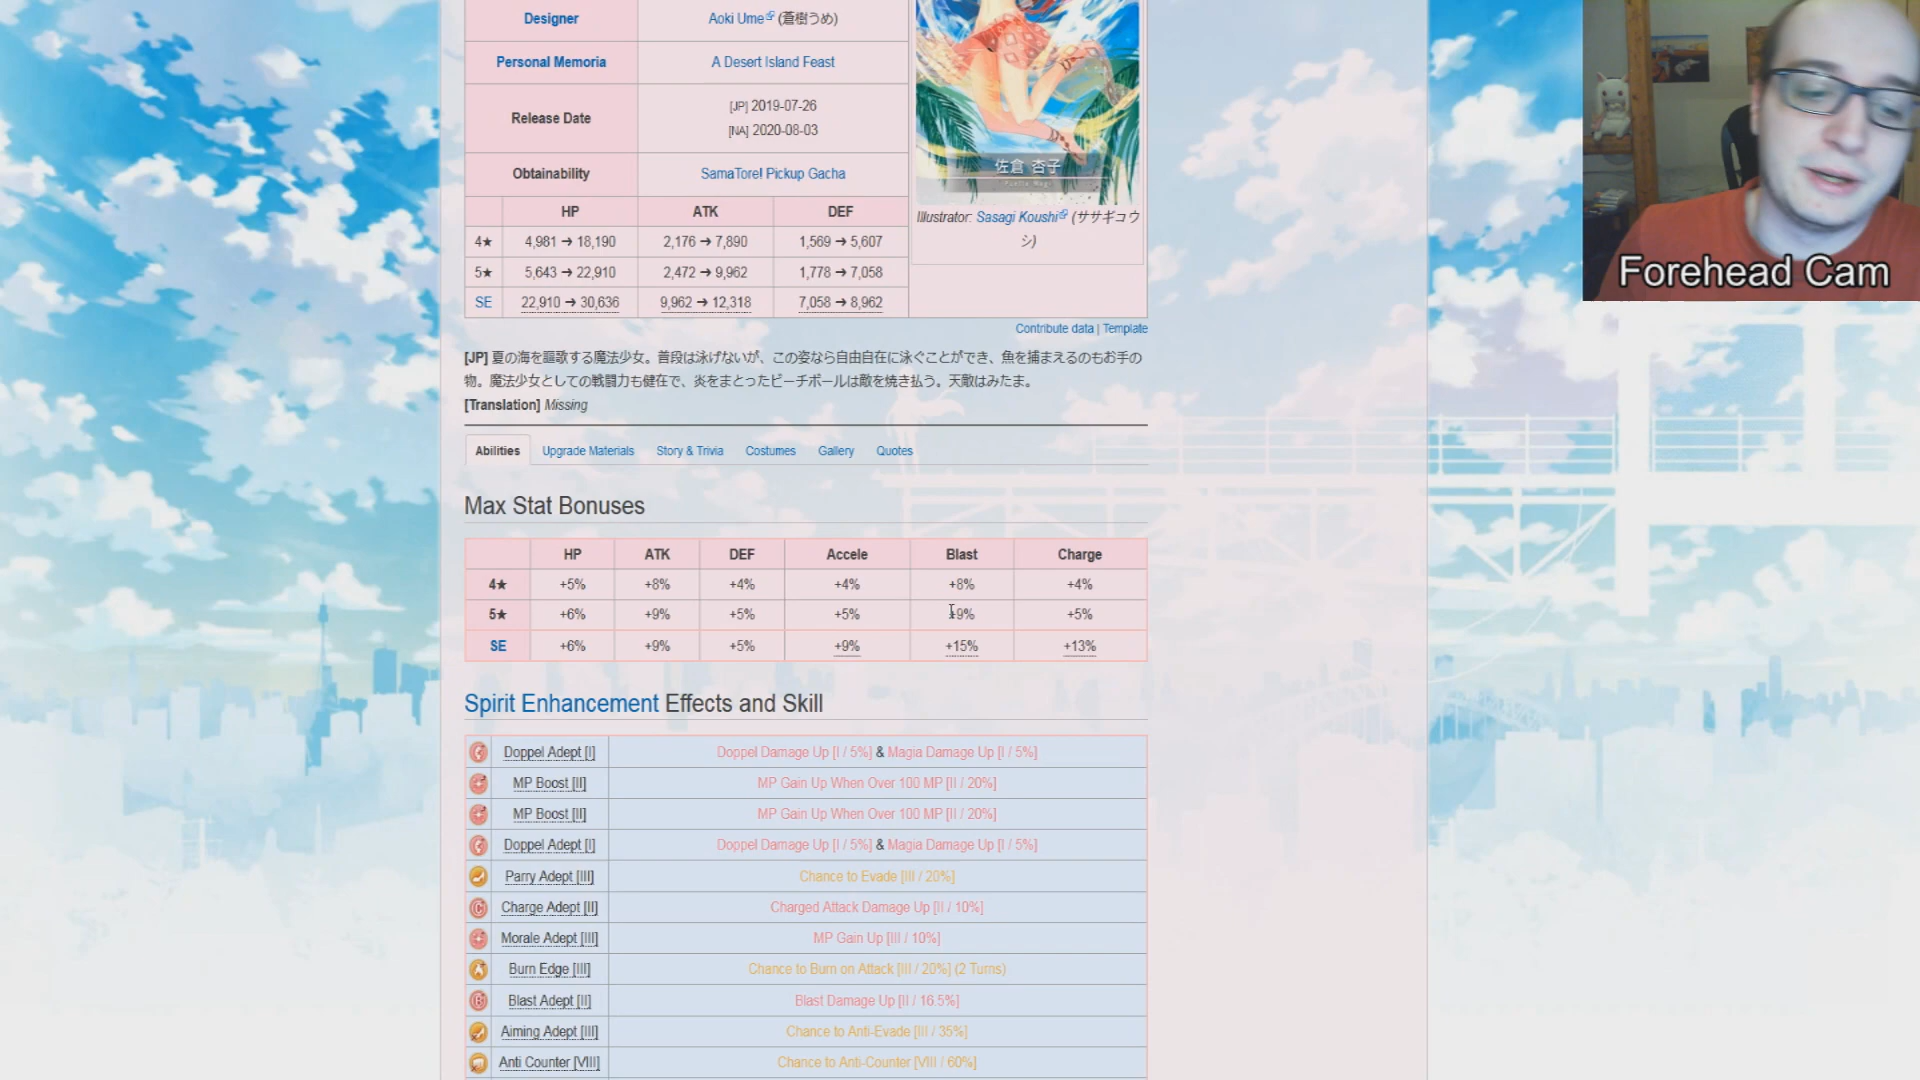 Designer Aoki Ume (蒼樹うめ)
Personal Memoria A Desert Island Feast
Release Date [JP] 2019-07-26
[NA] 2020-08-03
Obtainability SamaTore! Pickup Gacha
HP ATK DEF
4★ 4,981 → 18,190 2,176 → 7,890 1,569 → 5,607
5★ 5,643 → 22,910 2,472 → 9,962 1,778 → 7,058
SE 22,910 → 30,636 9,962 → 12,318 7,058 → 8,962
佐倉 杏子
Illustrator: Sasagi Koushi (ササギコウ
シ)
Forehead Cam
Contribute data | Template
[JP] 夏の海を謳歌する魔法少女。普段は泳げないが、この姿なら自由自在に泳ぐことができ、魚を捕まえるのもお手の
物。魔法少女としての戦闘力も健在で、炎をまとったビーチボールは敵を焼き払う。天敵はみたま。
[Translation] Missing
Abilities Upgrade Materials Story & Trivia Costumes Gallery Quotes
Max Stat Bonuses
HP ATK DEF Accele Blast Charge
4★ +5% +8% +4% +4% +8% +4%
5★ +6% +9% +5% +5% +9% +5%
SE +6% +9% +5% +9% +15% +13%
Spirit Enhancement Effects and Skill
Doppel Adept [I] Doppel Damage Up [I / 5%] & Magia Damage Up [I / 5%]
MP Boost [II] MP Gain Up When Over 100 MP [II / 20%]
MP Boost [II] MP Gain Up When Over 100 MP [II / 20%]
Doppel Adept [I] Doppel Damage Up [I / 5%] & Magia Damage Up [I / 5%]
Parry Adept [III] Chance to Evade [III / 20%]
Charge Adept [II] Charged Attack Damage Up [II / 10%]
Morale Adept [III] MP Gain Up [III / 10%]
Burn Edge [III] Chance to Burn on Attack [III / 20%] (2 Turns)
Blast Adept [II] Blast Damage Up [II / 16.5%]
Aiming Adept [III] Chance to Anti-Evade [III / 35%]
Anti Counter [VIII] Chance to Anti-Counter [VIII / 60%]